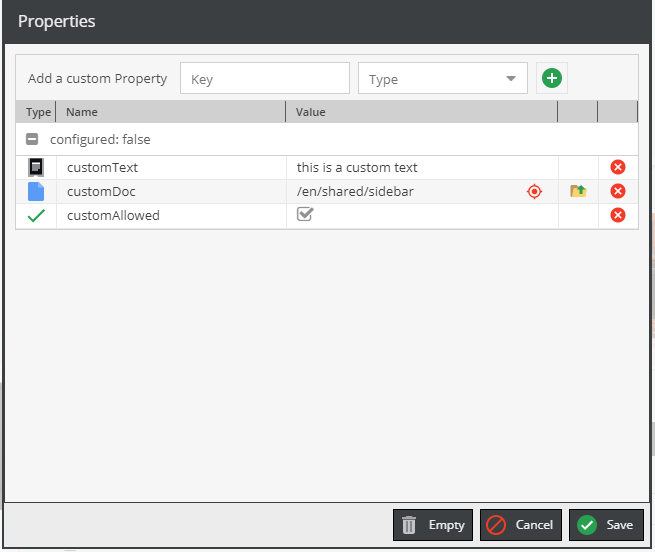 Properties
Add a custom Property Key Type
Type Name Value
configured: false
customText this is a custom text
customDoc /en/shared/sidebar
customAllowed
Empty Cancel Save